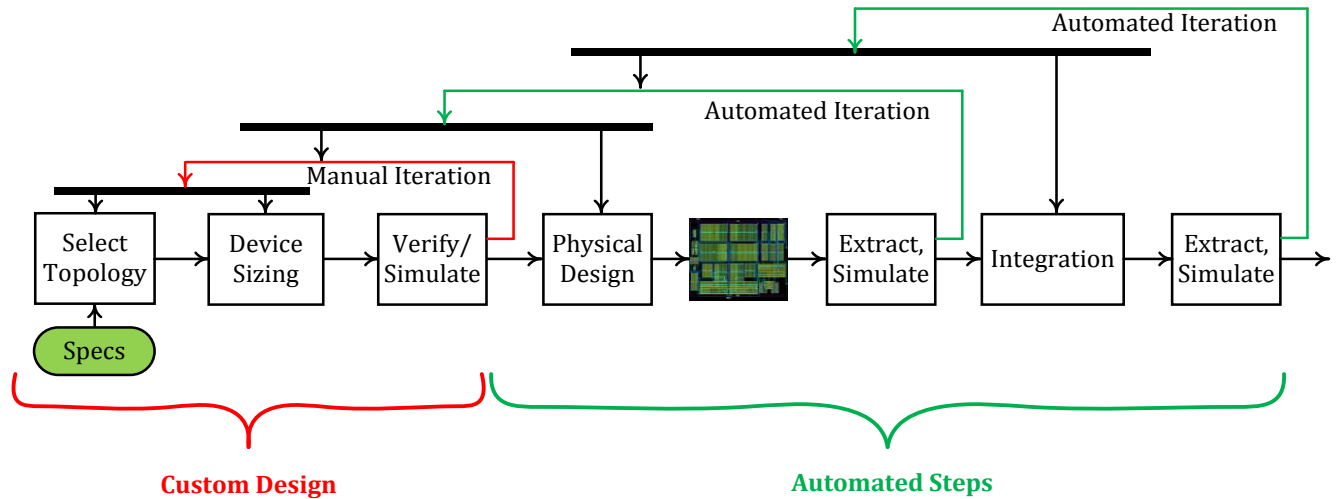 Automated Iteration
Automated Iteration
Manual Iteration
Select
Topology
Device
Sizing
Verify/
Simulate
Physical
Design
Extract,
Simulate
Integration
Extract,
Simulate
Specs
Custom Design
Automated Steps